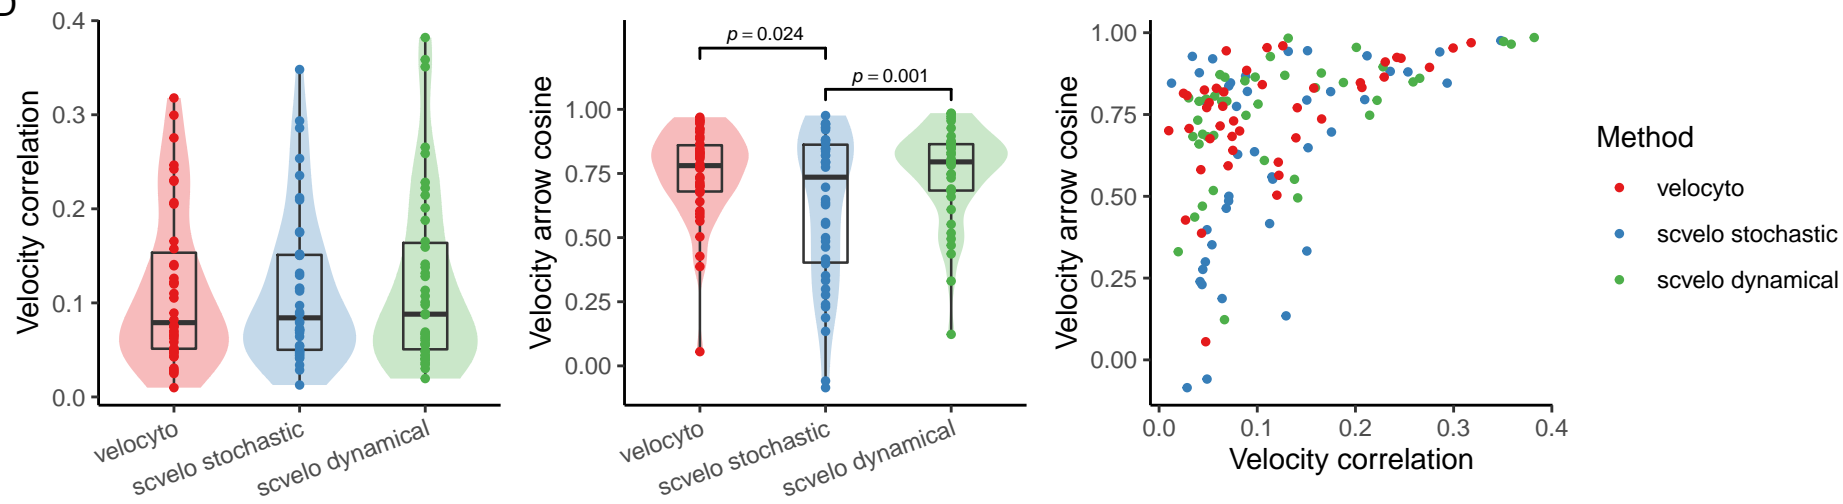 Velocity correlation
0.4
0.3
0.2
0.1
0.0
velocyto
scvelo stochastic
scvelo dynamical
Velocity arrow cosine
1.00
0.75
0.50
0.25
0.00
p = 0.024
p = 0.001
velocyto
scvelo stochastic
scvelo dynamical
Velocity arrow cosine
1.00
0.75
0.50
0.25
0.00
0.0 0.1 0.2 0.3 0.4
Velocity correlation
Method
velocyto
scvelo stochastic
scvelo dynamical